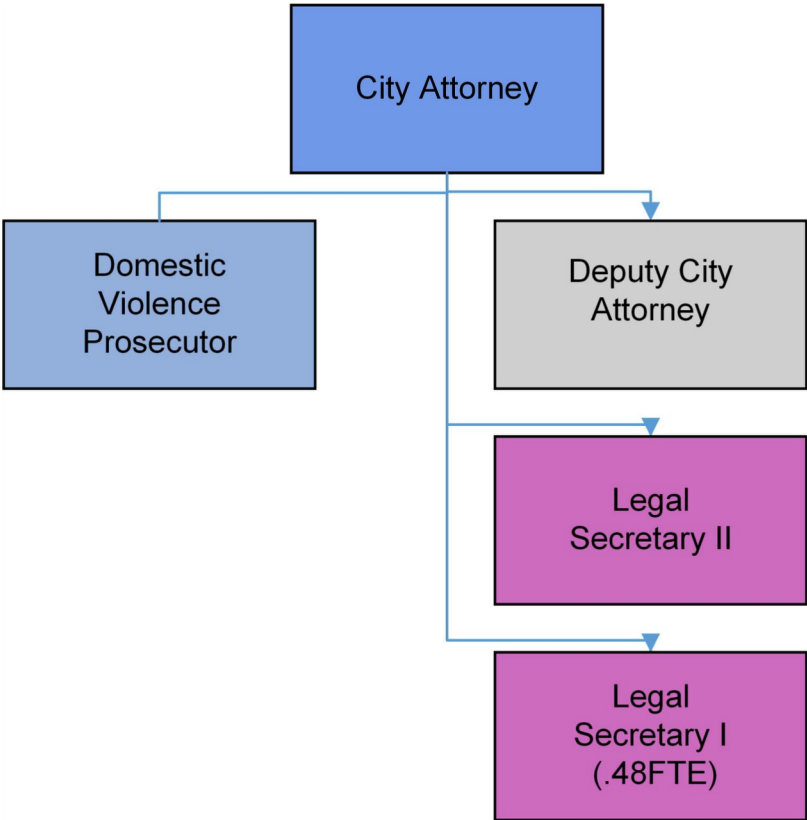 City Attorney
Domestic
Violence
Prosecutor
Deputy City
Attorney
Legal
Secretary II
Legal
Secretary I
(.48FTE)